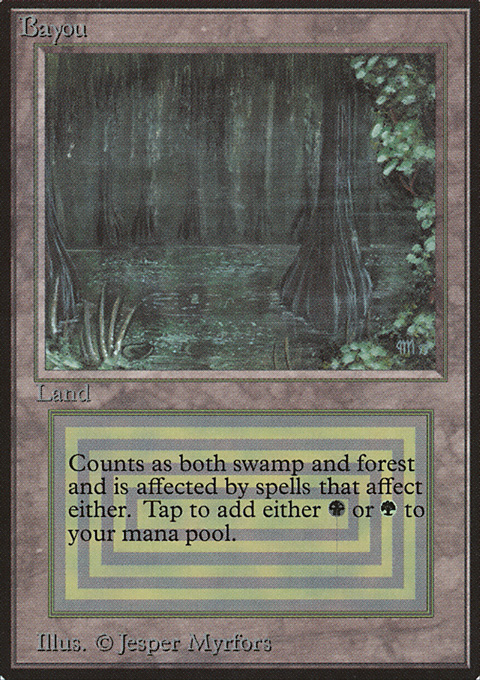 Bayou
Land
Counts as both swamp and forest
and is affected by spells that affect
either. Tap to add either or to
your mana pool.
Illus. © Jesper Myrfors